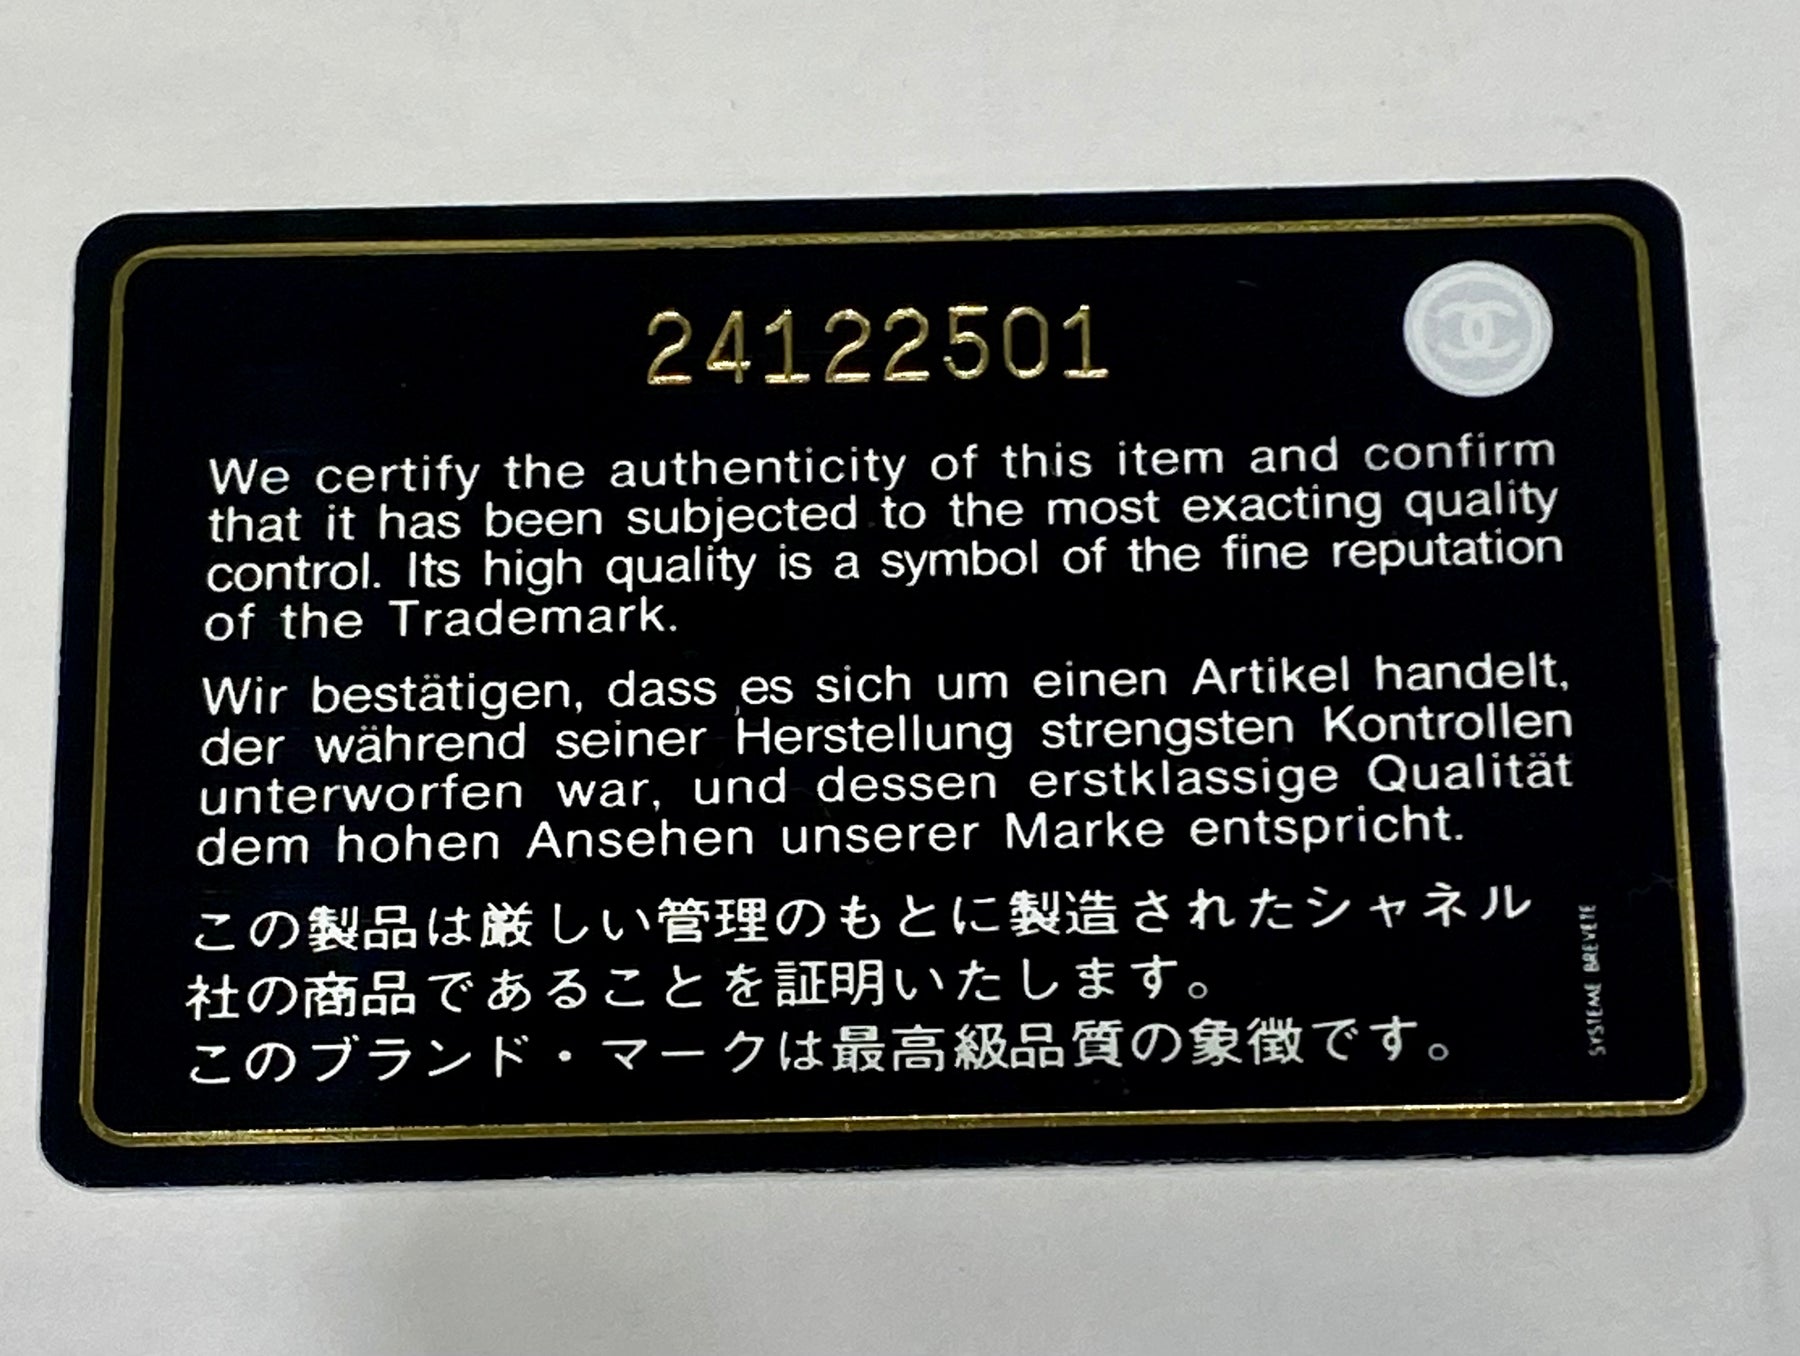 24122501
We certify the authenticity of this item and confirm
that it has been subjected to the most exacting quality
control. Its high quality is a symbol of the fine reputation
of the Trademark.
Wir bestätigen, dass es sich um einen Artikel handelt,
der während seiner Herstellung strengsten Kontrollen
unterworfen war, und dessen erstklassige Qualität
dem hohen Ansehen unserer Marke entspricht.
この製品は厳しい管理のもとに製造されたシャネル
社の商品であることを証明いたします。
このブランド・マークは最高級品質の象徴です。
SYSTEME BREVETE